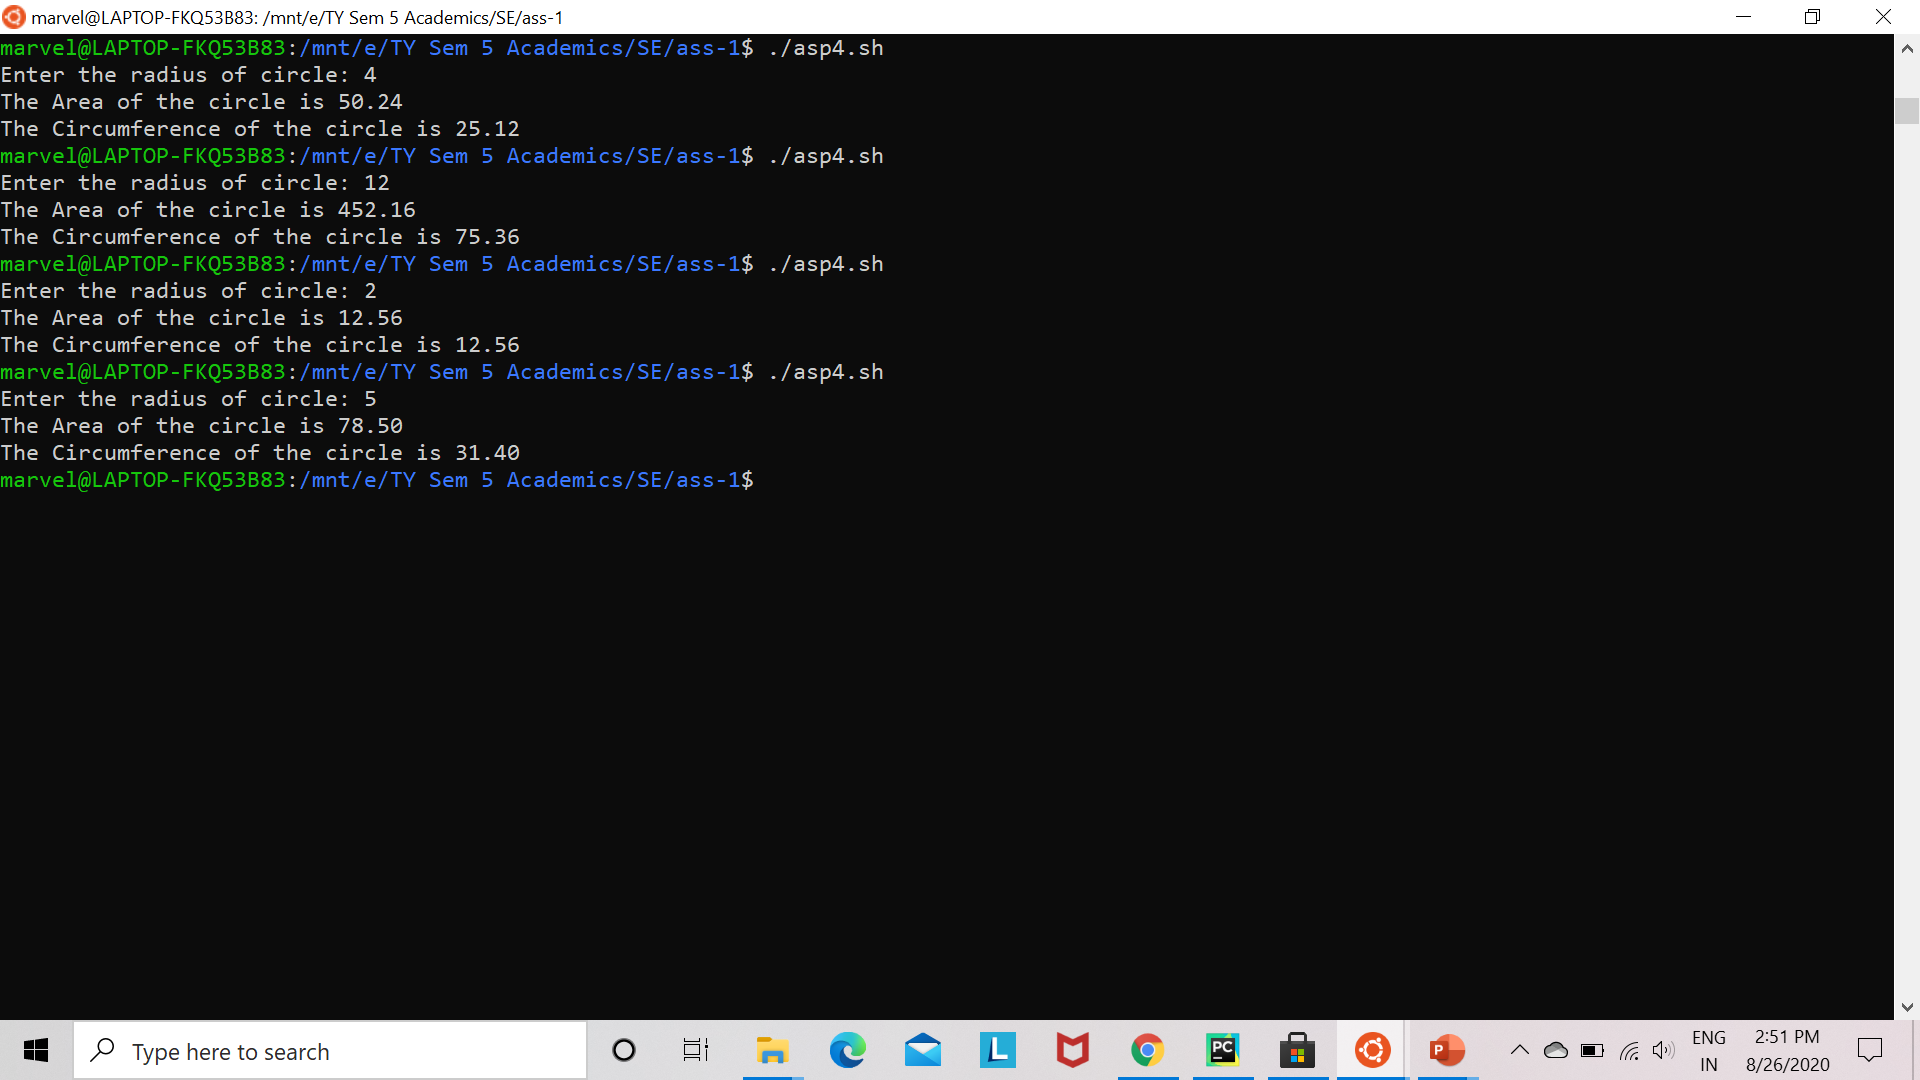 marvel@LAPTOP-FKQ53B83: /mnt/e/TY Sem 5 Academics/SE/ass-1
marvel@LAPTOP-FKQ53B83:/mnt/e/TY Sem 5 Academics/SE/ass-1$ ./asp4.sh
Enter the radius of circle: 4
The Area of the circle is 50.24
The Circumference of the circle is 25.12
marvel@LAPTOP-FKQ53B83:/mnt/e/TY Sem 5 Academics/SE/ass-1$ ./asp4.sh
Enter the radius of circle: 12
The Area of the circle is 452.16
The Circumference of the circle is 75.36
marvel@LAPTOP-FKQ53B83:/mnt/e/TY Sem 5 Academics/SE/ass-1$ ./asp4.sh
Enter the radius of circle: 2
The Area of the circle is 12.56
The Circumference of the circle is 12.56
marvel@LAPTOP-FKQ53B83:/mnt/e/TY Sem 5 Academics/SE/ass-1$ ./asp4.sh
Enter the radius of circle: 5
The Area of the circle is 78.50
The Circumference of the circle is 31.40
marvel@LAPTOP-FKQ53B83:/mnt/e/TY Sem 5 Academics/SE/ass-1$
Type here to search
L
PC
P
ENG
IN
2:51 PM
8/26/2020